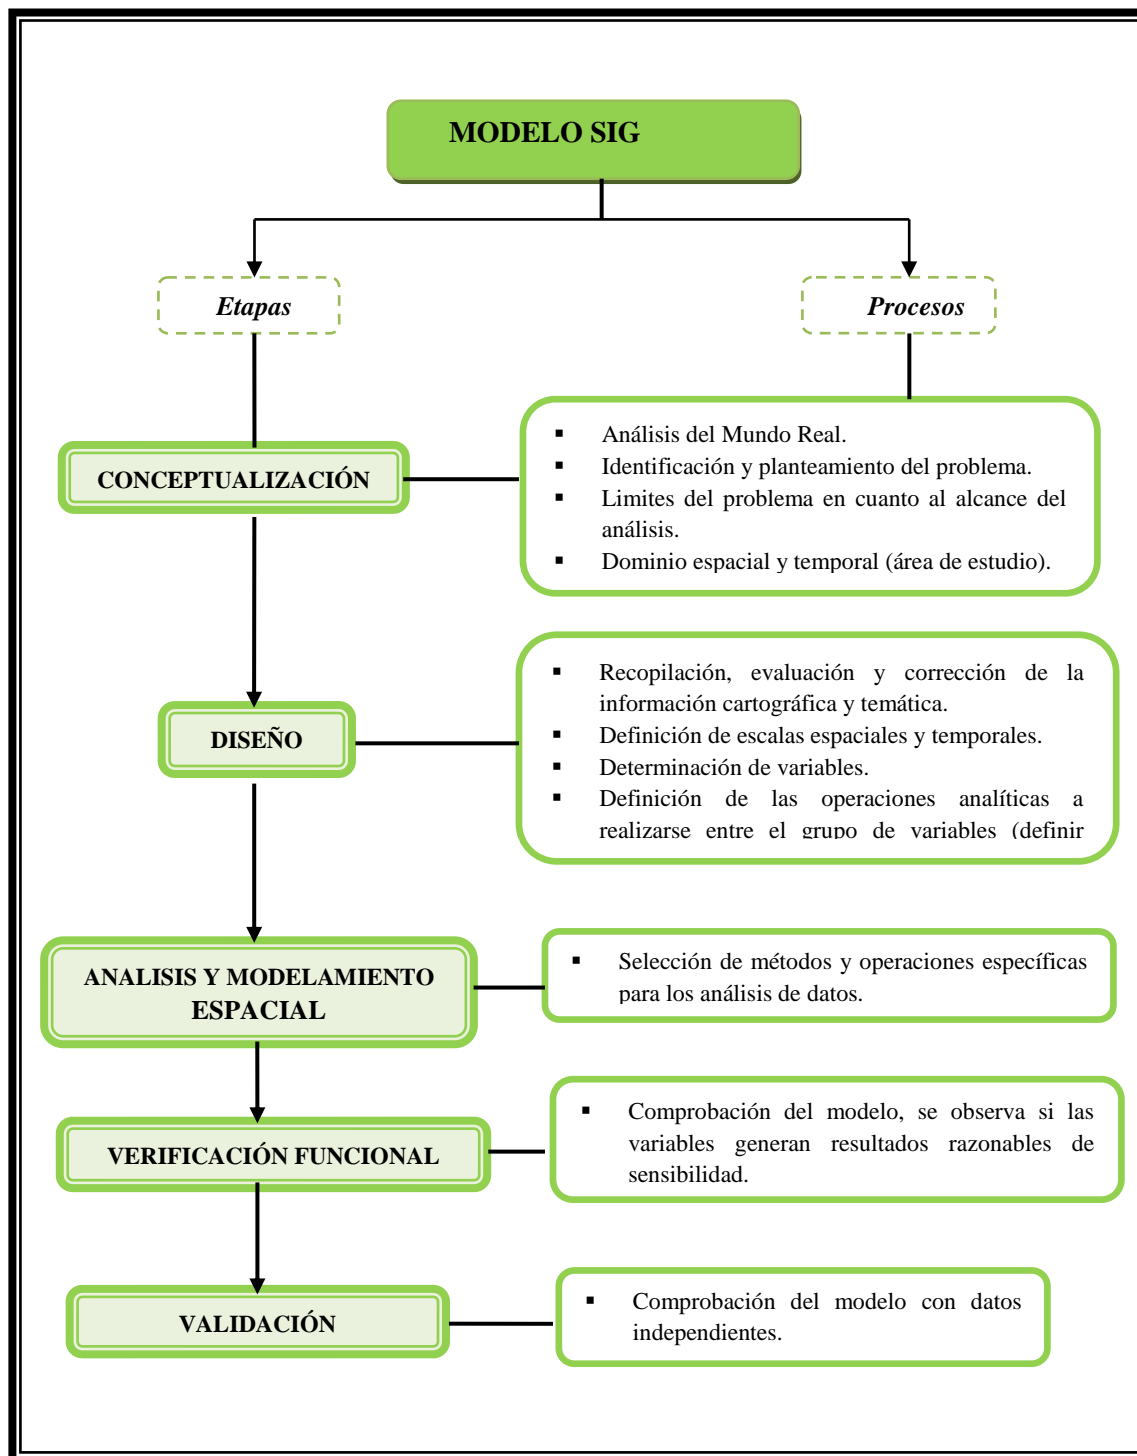 MODELO SIG
Etapas
Procesos
CONCEPTUALIZACIÓN
▪ Análisis del Mundo Real.
▪ Identificación y planteamiento del problema.
▪ Limites del problema en cuanto al alcance del
análisis.
▪ Dominio espacial y temporal (área de estudio).
DISEÑO
▪ Recopilación, evaluación y corrección de la
información cartográfica y temática.
▪ Definición de escalas espaciales y temporales.
▪ Determinación de variables.
▪ Definición de las operaciones analíticas a
realizarse entre el grupo de variables (definir
ANALISIS Y MODELAMIENTO
ESPACIAL
▪ Selección de métodos y operaciones específicas
para los análisis de datos.
VERIFICACIÓN FUNCIONAL
▪ Comprobación del modelo, se observa si las
variables generan resultados razonables de
sensibilidad.
VALIDACIÓN
▪ Comprobación del modelo con datos
independientes.